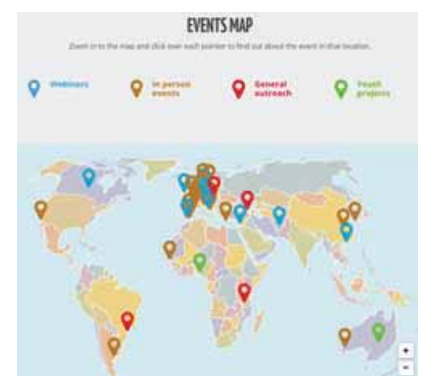 EVENTS MAP
Zoom in to the map and click over each pointer to find out about the event in that location.
Webinars
In person
events
General
outreach
Youth
projects
+
−